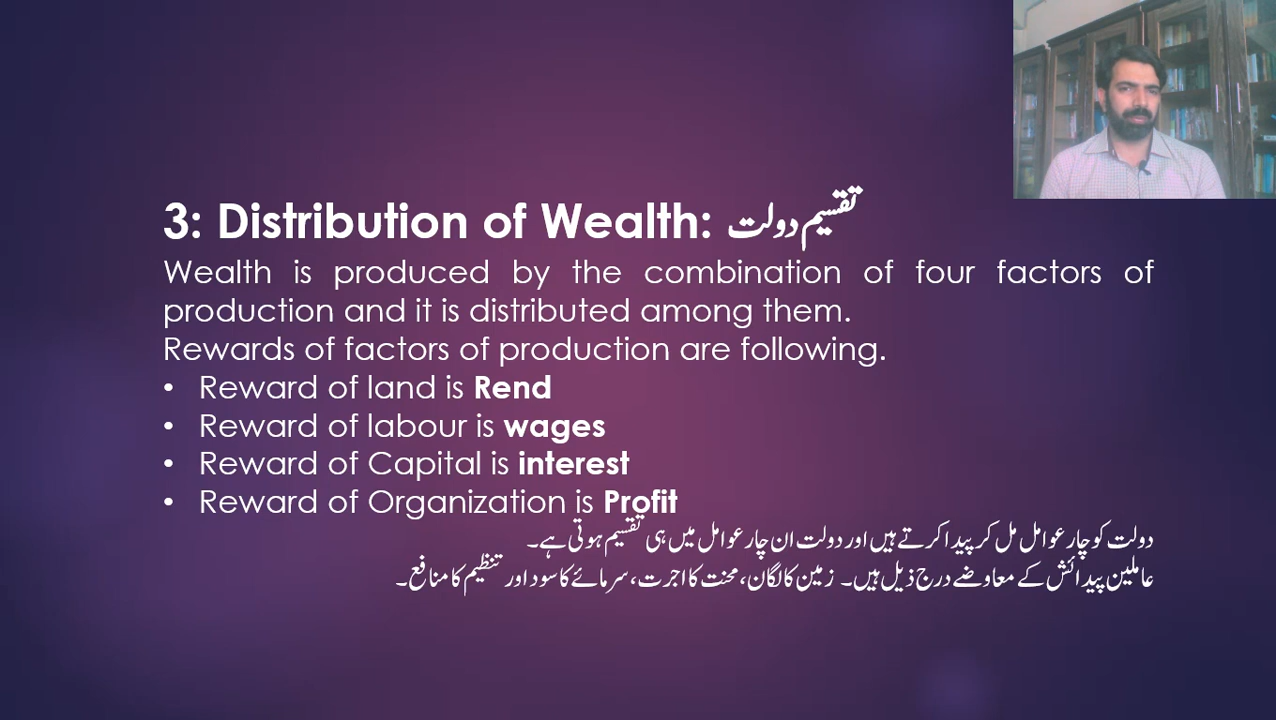 3: Distribution of Wealth: تقسیم دولت
Wealth is produced by the combination of four factors of
production and it is distributed among them.
Rewards of factors of production are following.
• Reward of land is Rend
• Reward of labour is wages
• Reward of Capital is interest
• Reward of Organization is Profit
دولت کو چار عوامل مل کر پیدا کرتے ہیں اور دولت ان چار عوامل میں ہی تقسیم ہوتی ہے۔
عاملین پیدائش کے معاوضے درج ذیل ہیں۔ زمین کا لگان، محنت کا اجرت، سرمائے کا سود اور تنظیم کا منافع۔